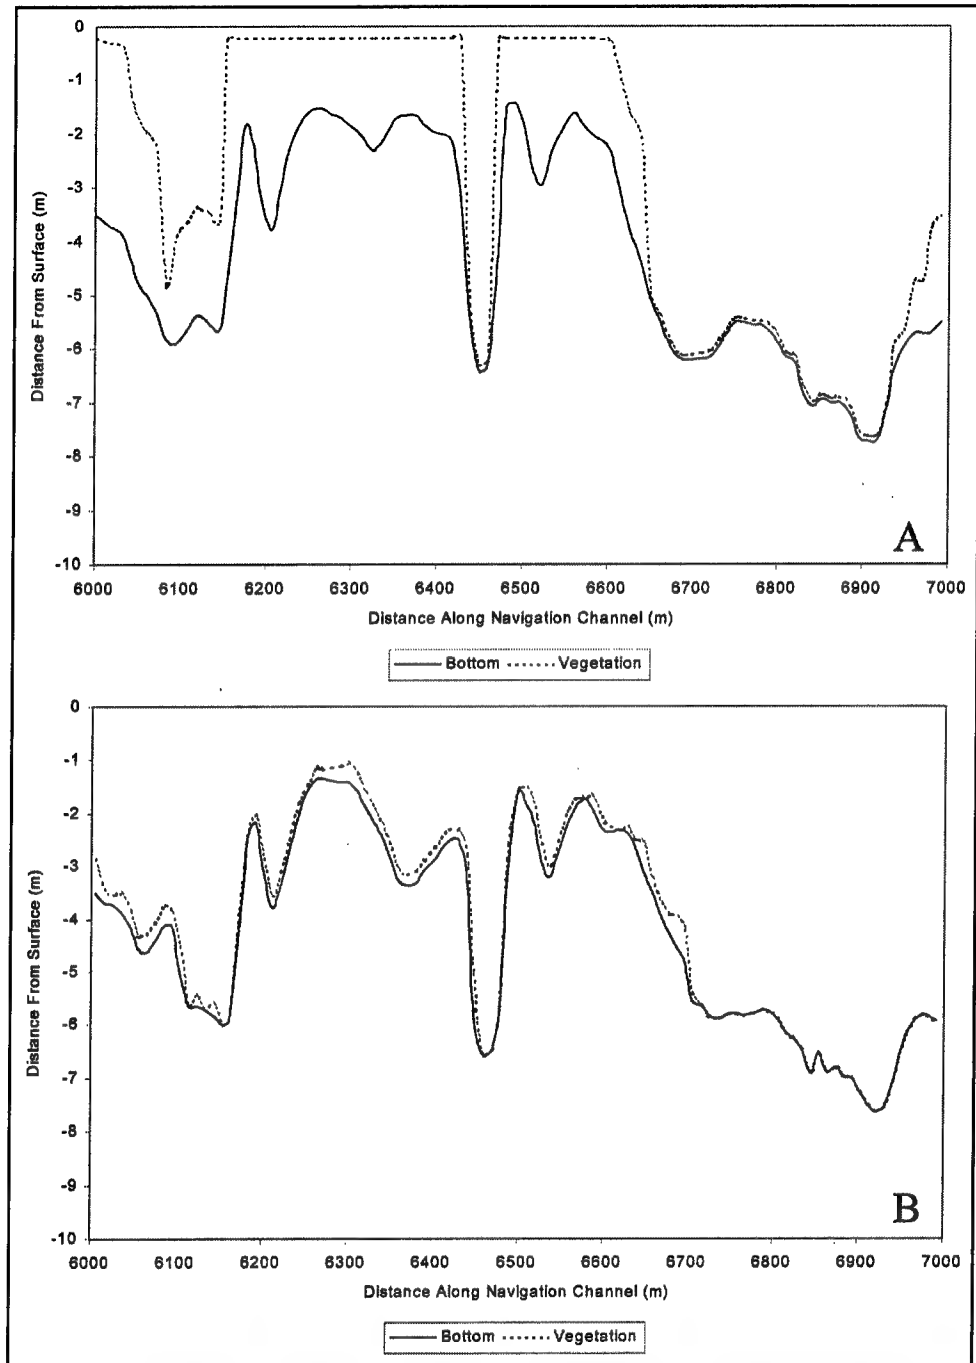 0
-1
-2
-3
-4
-5
-6
-7
-8
-9
-10
Distance From Surface (m)
A
6000 6100 6200 6300 6400 6500 6600 6700 6800 6900 7000
Distance Along Navigation Channel (m)
Bottom Vegetation
0
-1
-2
-3
-4
-5
-6
-7
-8
-9
-10
Distance From Surface (m)
B
6000 6100 6200 6300 6400 6500 6600 6700 6800 6900 7000
Distance Along Navigation Channel (m)
Bottom Vegetation